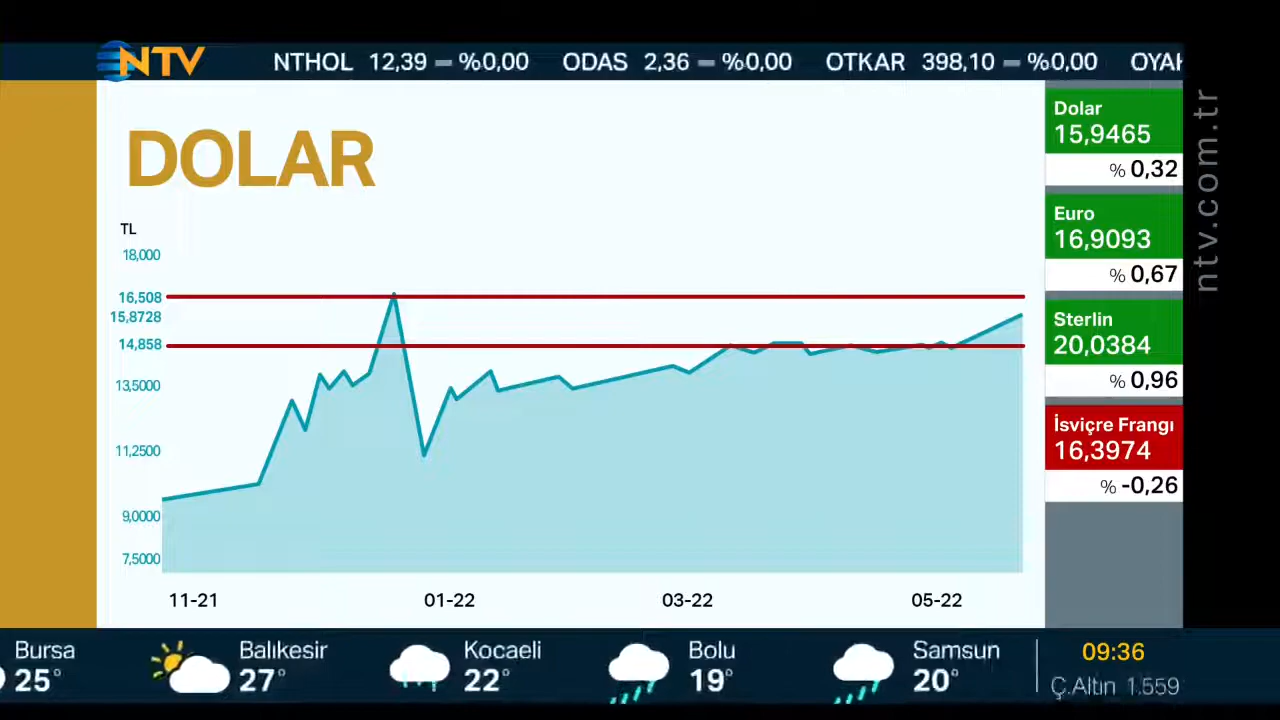 NTV
NTHOL 12,39 – %0,00 ODAS 2,36 – %0,00 OTKAR 398,10 – %0,00 OYAK
DOLAR
TL
18,000
16,508
15,8728
14,858
13,5000
11,2500
9,0000
7,5000
11-21 01-22 03-22 05-22
Dolar
15,9465
% 0,32
Euro
16,9093
% 0,67
Sterlin
20,0384
% 0,96
İsviçre Frangı
16,3974
% -0,26
ntv.com.tr
Bursa
25°
Balıkesir
27°
Kocaeli
22°
Bolu
19°
Samsun
20°
09:36
Ç.Altın 1.559